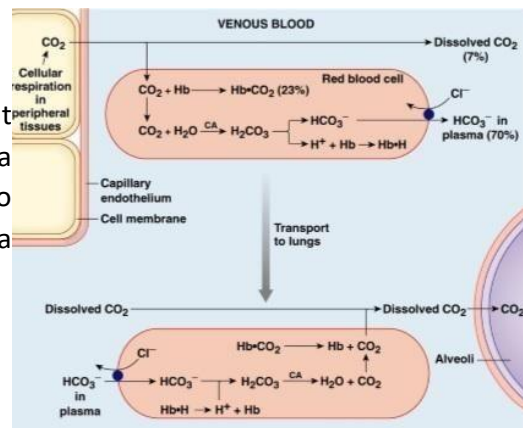 VENOUS BLOOD
CO₂
Dissolved CO₂
(7%)
Cellular
respiration
in
peripheral
tissues
t
a
o
a
Red blood cell
CO₂ + Hb → Hb•CO₂ (23%)
Cl⁻
CO₂ + H₂O CA → H₂CO₃
HCO₃⁻
HCO₃⁻ in
plasma (70%)
H⁺ + Hb → Hb•H
Capillary
endothelium
Cell membrane
Transport
to lungs
Dissolved CO₂
Dissolved CO₂ → CO₂
Cl⁻
Hb•CO₂ → Hb + CO₂
Alveoli
HCO₃⁻
in
plasma
HCO₃⁻ → H₂CO₃ CA → H₂O + CO₂
Hb•H → H⁺ + Hb